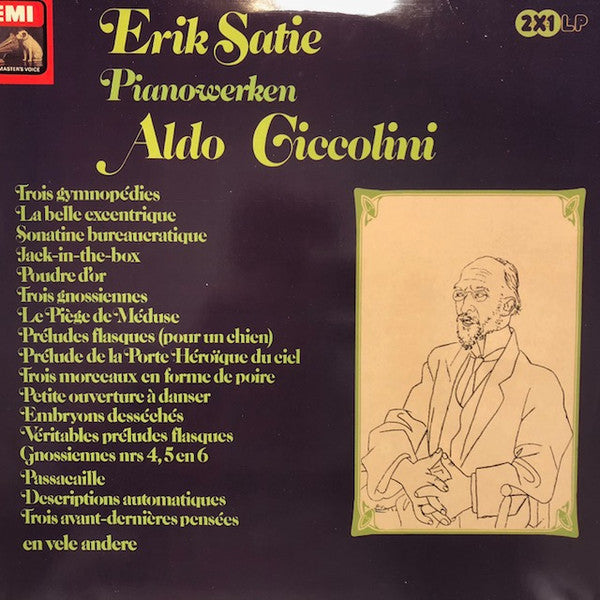 EMI
MASTER'S VOICE
Erik Satie
2X1LP
Pianowerken
Aldo Ciccolini
Trois gymnopédies
La belle excentrique
Sonatine bureaucratique
Jack-in-the-box
Poudre d'or
Trois gnossiennes
Le Piège de Méduse
Préludes flasques (pour un chien)
Prélude de la Porte Héroïque du ciel
Trois morceaux en forme de poire
Petite ouverture à danser
Embryons desséchés
Véritables préludes flasques
Gnossiennes nrs 4, 5 en 6
Passacaille
Descriptions automatiques
Trois avant-dernières pensées
en vele andere